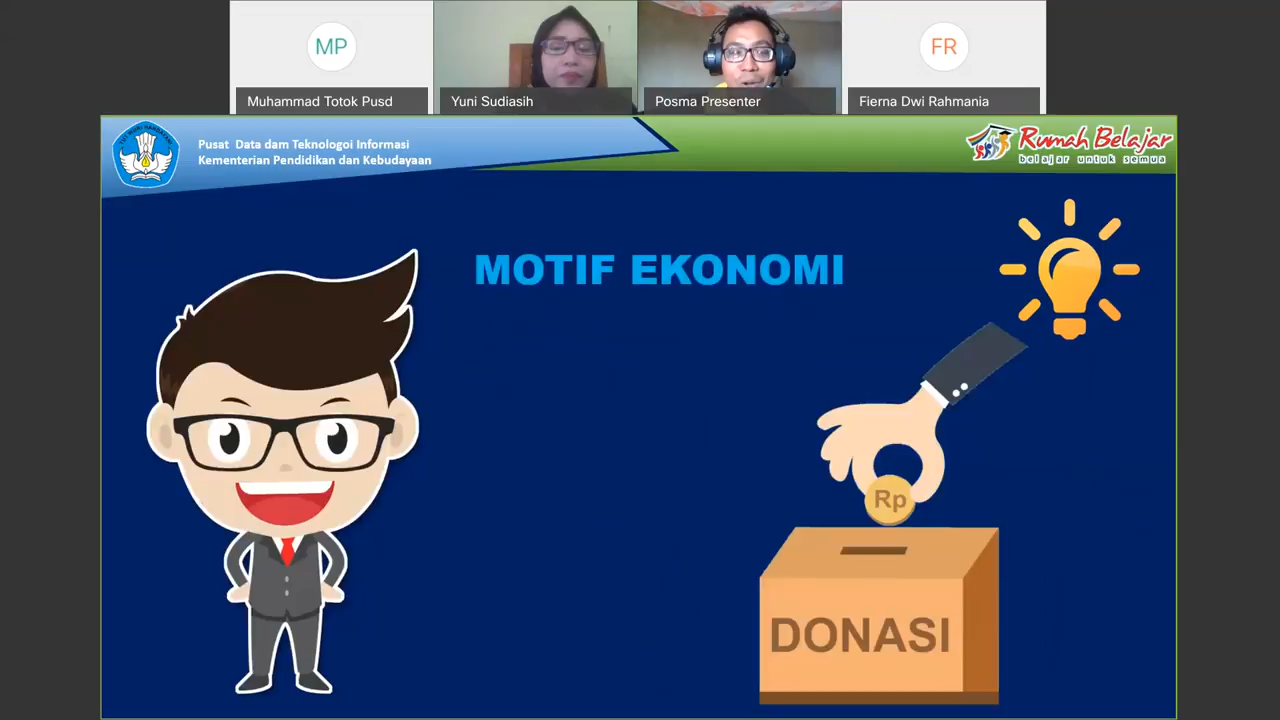 MP
FR
Muhammad Totok Pusd
Yuni Sudiasih
Posma Presenter
Fierna Dwi Rahmania
Pusat Data dam Teknologoi Informasi
Kementerian Pendidikan dan Kebudayaan
Rumah Belajar
belajar untuk semua
MOTIF EKONOMI
Rp
DONASI